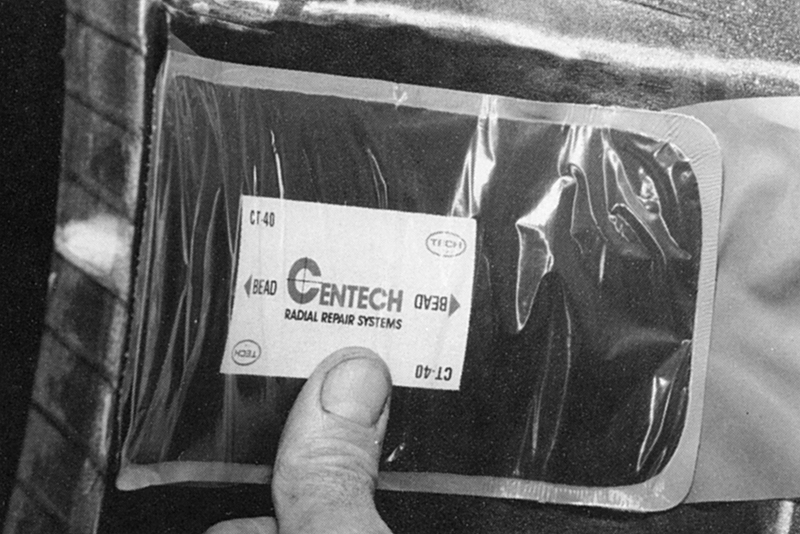 CT-40
TECH
BEAD
CENTECH
BEAD
RADIAL REPAIR SYSTEMS
TECH
CT-40